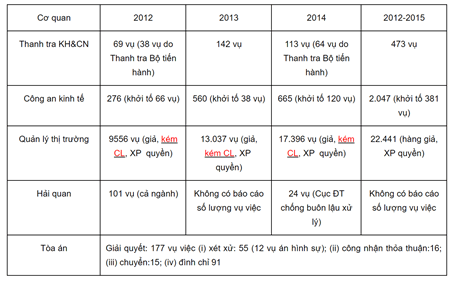 Cơ quan 2012 2013 2014 2012-2015
Thanh tra KH&CN 69 vụ (38 vụ do 142 vụ 113 vụ (64 vụ do 473 vụ
Thanh tra Bộ tiến Thanh tra Bộ tiến
hành) hành)
Công an kinh tế 276 (khởi tố 66 vụ) 560 (khởi tố 38 vụ) 665 (khởi tố 120 vụ) 2.047 (khởi tố 381
vụ)
Quản lý thị trường 9556 vụ (giả, kém 13.037 vụ (giả, 17.396 vụ (giả, kém 22.441 (hàng giả,
CL, XP quyền) kém CL, XP CL, XP quyền) XP quyền)
quyền)
Hải quan 101 vụ (cả ngành) Không có báo cáo 24 vụ (Cục ĐT Không có báo cáo
số lượng vụ việc chống buôn lậu xử số lượng vụ việc
lý)
Tòa án Giải quyết: 177 vụ việc (i) xét xử: 55 (12 vụ án hình sự); (ii) công nhận thỏa thuận:16;
(iii) chuyển:15; (iv) đình chỉ 91